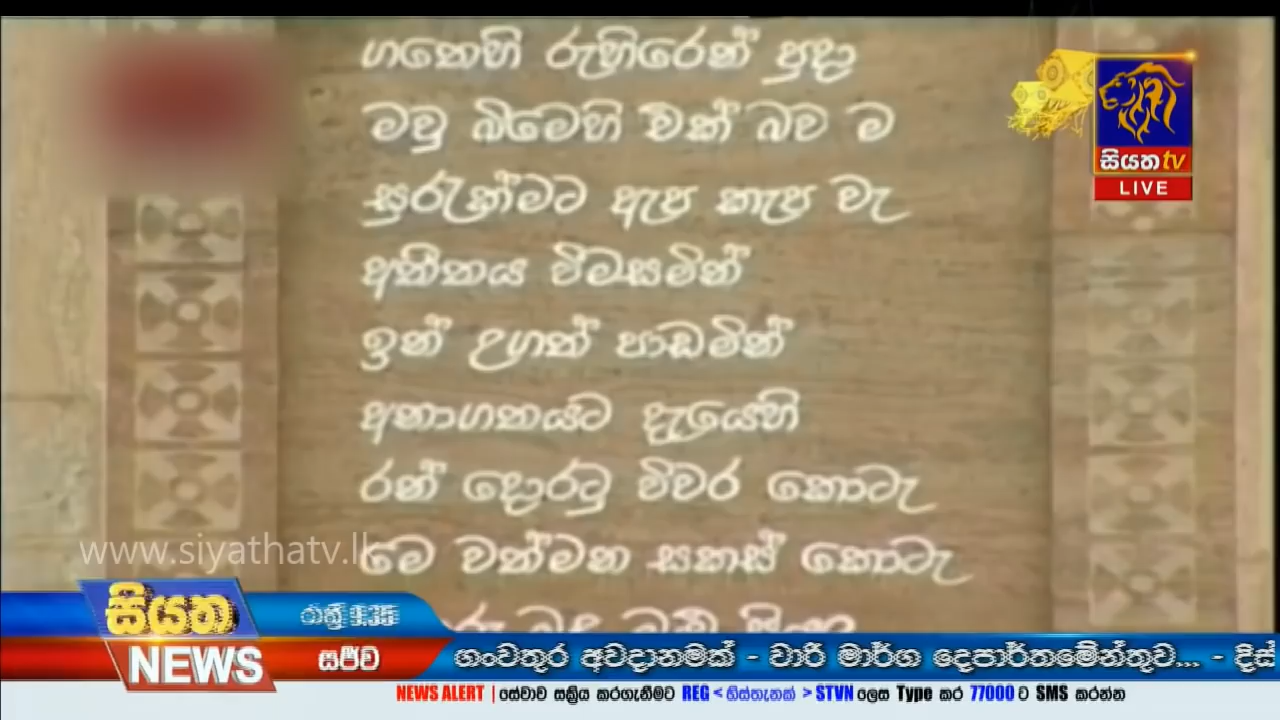 ගතෙහි රුහිරෙන් පුදා
මවු බිමෙහි එක් බව ම
සුරැක්මට ඇප කැප වැ
අතීතය විමසමින්
ඉන් උගත් පාඩමින්
අනාගතයට දැයෙහි
රන් දොරටු විවර කොටැ
මෙ වත්මන සකස් කොටැ
සියත tv
LIVE
www.siyathatv.lk
සියත
NEWS
රාත්‍රී 9.35
සජීව
ගංවතුර අවදානමක් - වාරි මාර්ග දෙපාර්තමේන්තුව... - දිස්
NEWS ALERT | සේවාව සක්‍රිය කරගැනීමට REG < හිස්තැනක් > STVN ලෙස Type කර 77000 ට SMS කරන්න